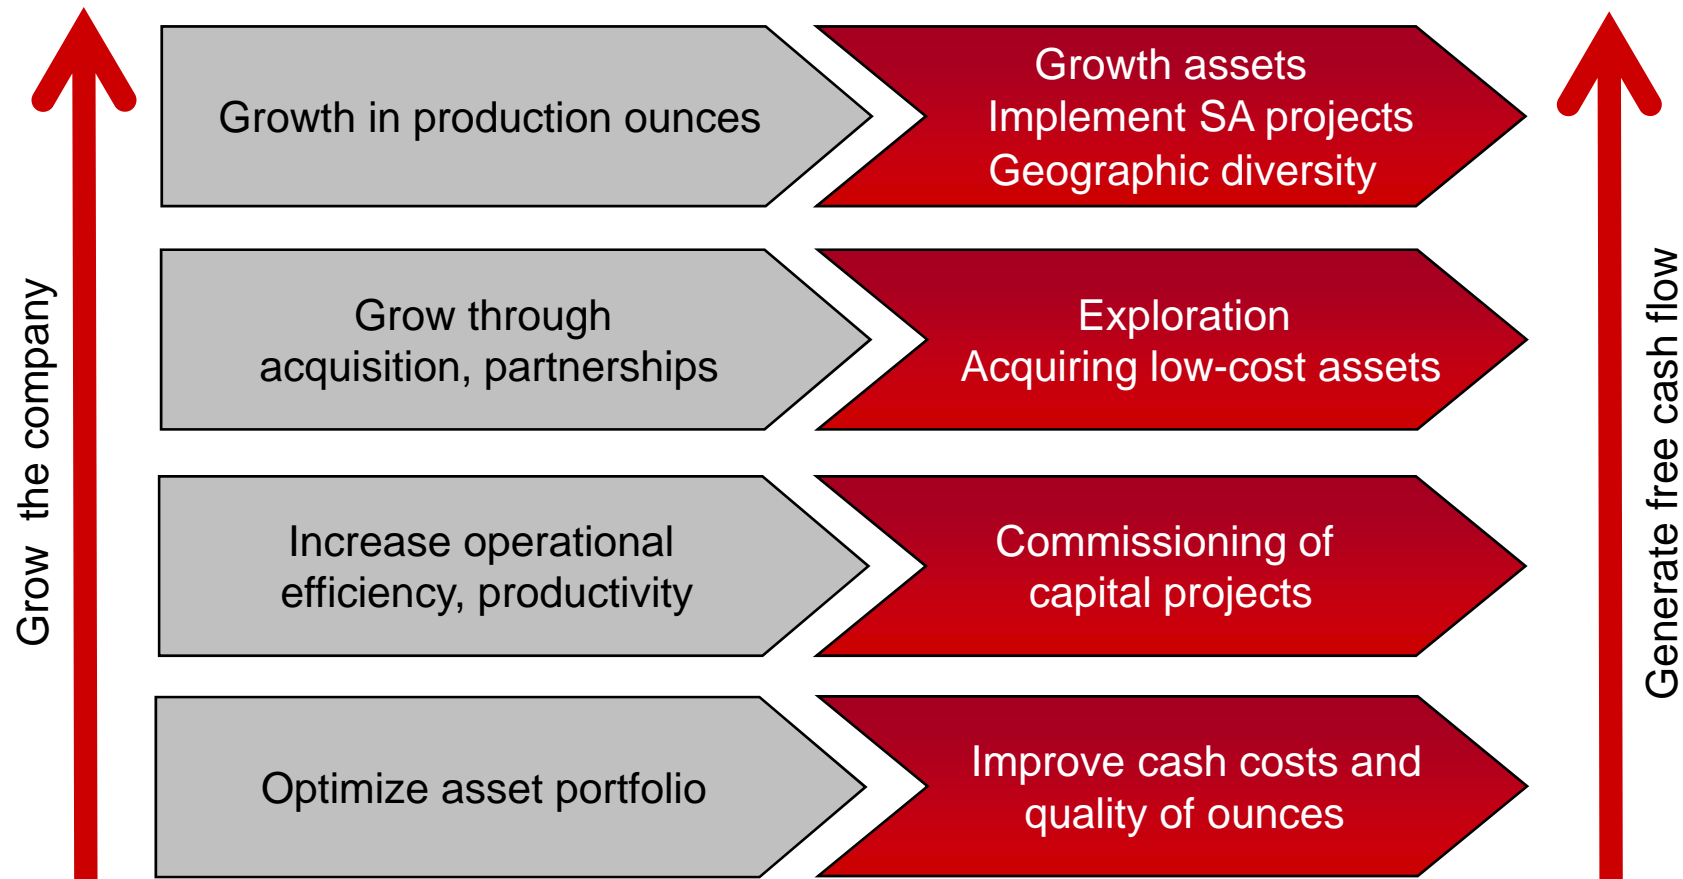 Grow the company
Growth in production ounces
Growth assets
Implement SA projects
Geographic diversity
Grow through
acquisition, partnerships
Exploration
Acquiring low-cost assets
Increase operational
efficiency, productivity
Commissioning of
capital projects
Optimize asset portfolio
Improve cash costs and
quality of ounces
Generate free cash flow